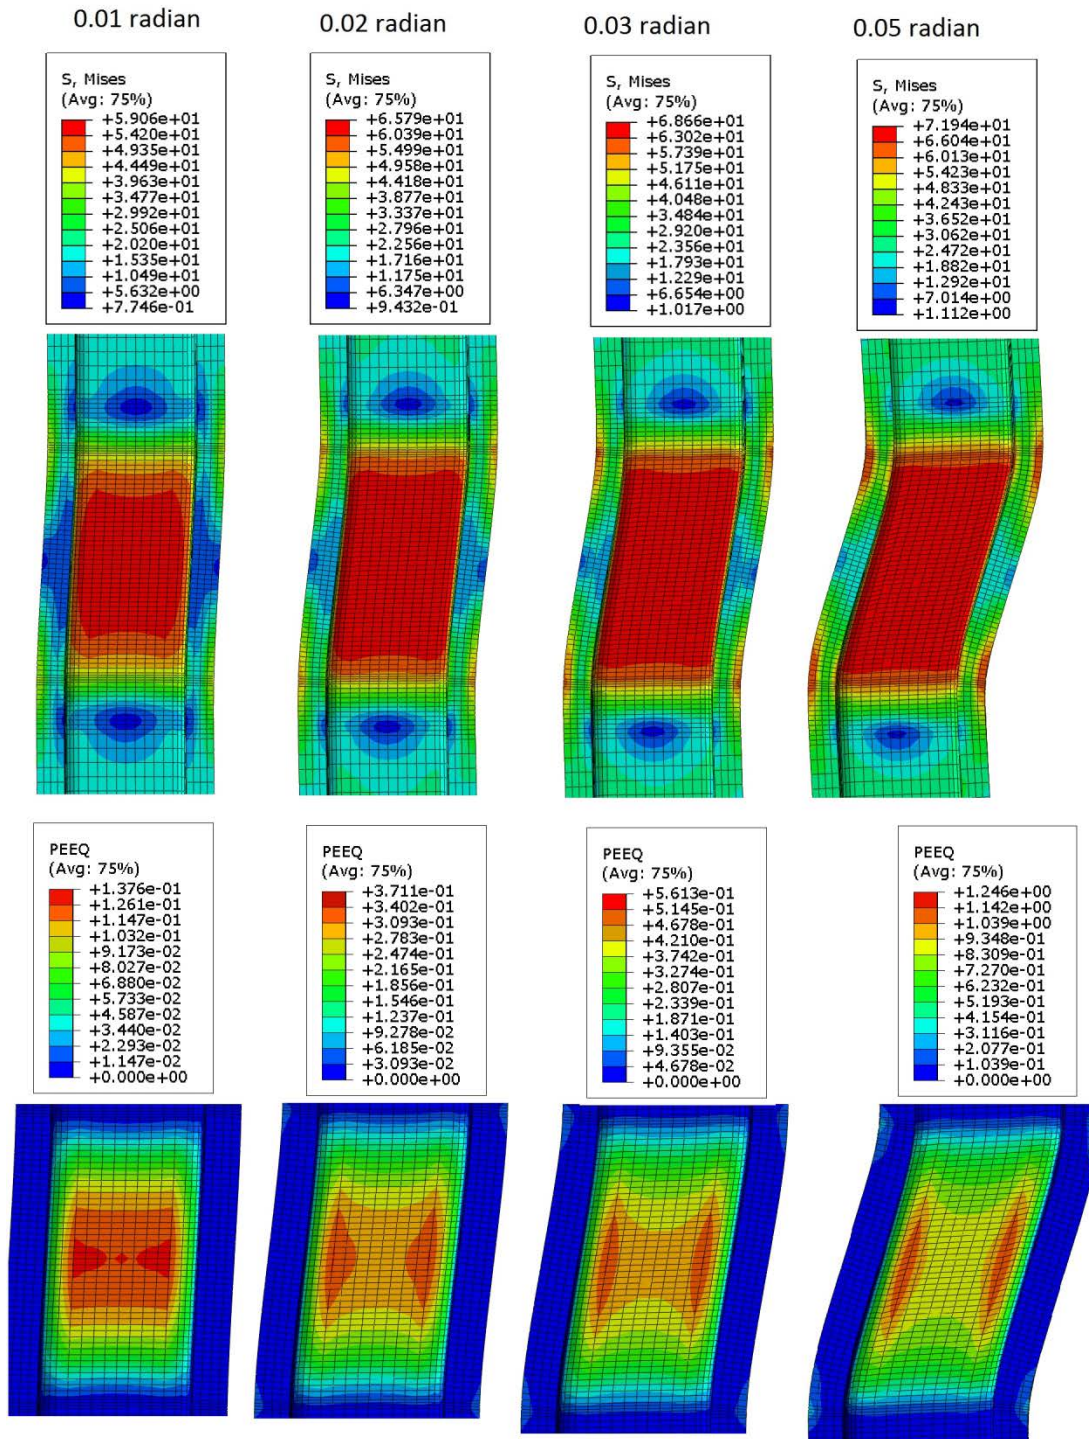 0.01 radian
0.02 radian
0.03 radian
0.05 radian
S, Mises
(Avg: 75%)
+5.906e+01
+5.420e+01
+4.935e+01
+4.449e+01
+3.963e+01
+3.477e+01
+2.992e+01
+2.506e+01
+2.020e+01
+1.535e+01
+1.049e+01
+5.632e+00
+7.746e-01
S, Mises
(Avg: 75%)
+6.579e+01
+6.039e+01
+5.499e+01
+4.958e+01
+4.418e+01
+3.877e+01
+3.337e+01
+2.796e+01
+2.256e+01
+1.716e+01
+1.175e+01
+6.347e+00
+9.432e-01
S, Mises
(Avg: 75%)
+6.866e+01
+6.302e+01
+5.739e+01
+5.175e+01
+4.611e+01
+4.048e+01
+3.484e+01
+2.920e+01
+2.356e+01
+1.793e+01
+1.229e+01
+6.654e+00
+1.017e+00
S, Mises
(Avg: 75%)
+7.194e+01
+6.604e+01
+6.013e+01
+5.423e+01
+4.833e+01
+4.243e+01
+3.652e+01
+3.062e+01
+2.472e+01
+1.882e+01
+1.292e+01
+7.014e+00
+1.112e+00
PEEQ
(Avg: 75%)
+1.376e-01
+1.261e-01
+1.147e-01
+1.032e-01
+9.173e-02
+8.027e-02
+6.880e-02
+5.733e-02
+4.587e-02
+3.440e-02
+2.293e-02
+1.147e-02
+0.000e+00
PEEQ
(Avg: 75%)
+3.711e-01
+3.402e-01
+3.093e-01
+2.783e-01
+2.474e-01
+2.165e-01
+1.856e-01
+1.546e-01
+1.237e-01
+9.278e-02
+6.185e-02
+3.093e-02
+0.000e+00
PEEQ
(Avg: 75%)
+5.613e-01
+5.145e-01
+4.678e-01
+4.210e-01
+3.742e-01
+3.274e-01
+2.807e-01
+2.339e-01
+1.871e-01
+1.403e-01
+9.355e-02
+4.678e-02
+0.000e+00
PEEQ
(Avg: 75%)
+1.246e+00
+1.142e+00
+1.039e+00
+9.348e-01
+8.309e-01
+7.270e-01
+6.232e-01
+5.193e-01
+4.154e-01
+3.116e-01
+2.077e-01
+1.039e-01
+0.000e+00